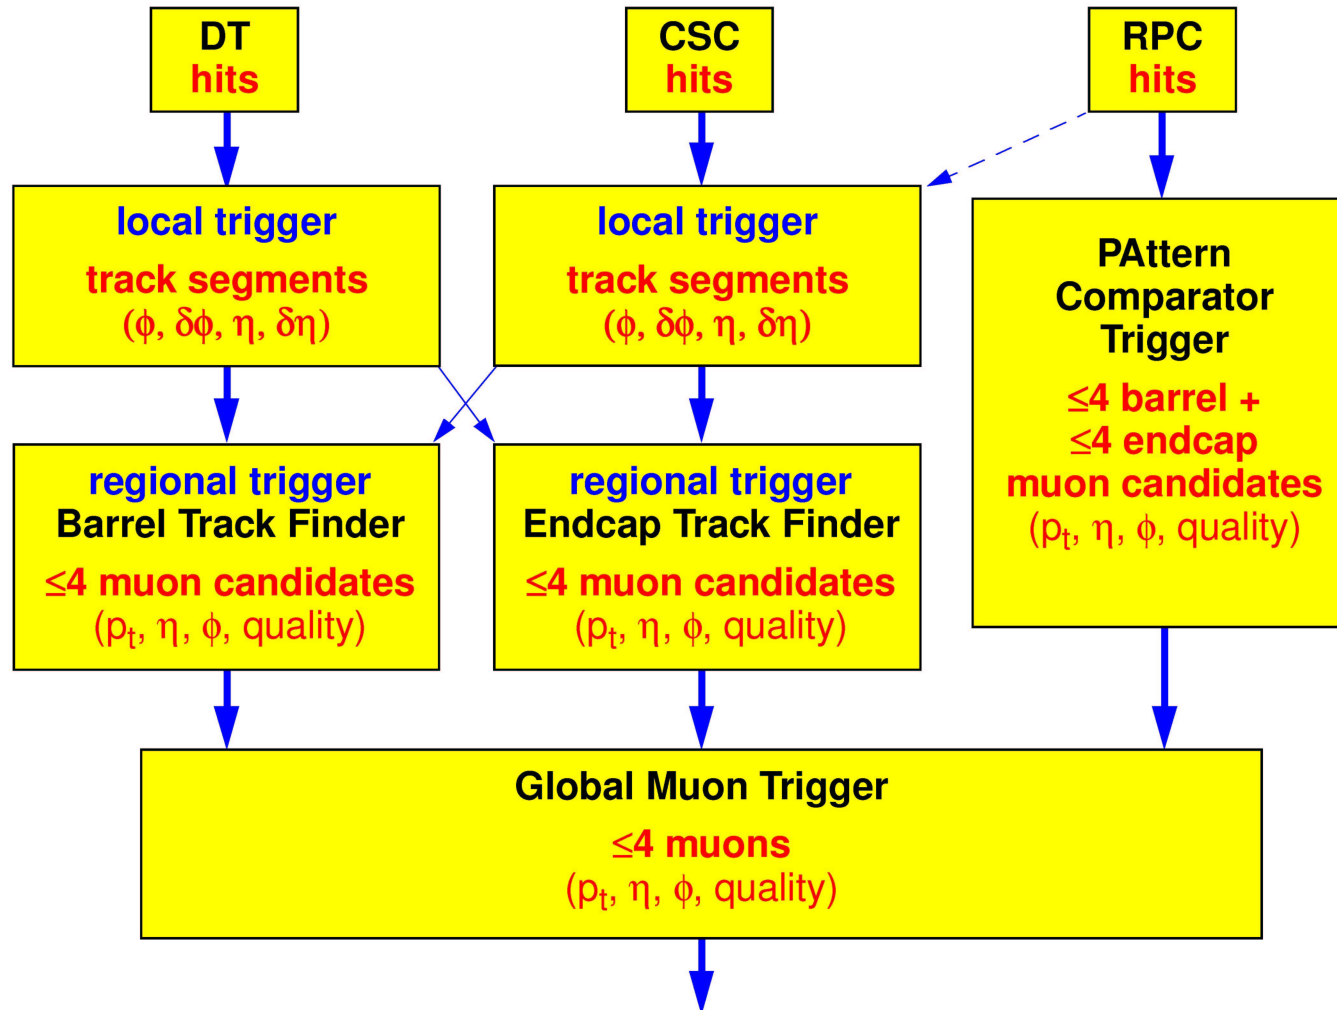 DT
hits
CSC
hits
RPC
hits
local trigger
track segments
(ϕ, δϕ, η, δη)
local trigger
track segments
(ϕ, δϕ, η, δη)
PAttern
Comparator
Trigger
≤4 barrel +
≤4 endcap
muon candidates
(pt, η, ϕ, quality)
regional trigger
Barrel Track Finder
≤4 muon candidates
(pt, η, ϕ, quality)
regional trigger
Endcap Track Finder
≤4 muon candidates
(pt, η, ϕ, quality)
Global Muon Trigger
≤4 muons
(pt, η, ϕ, quality)